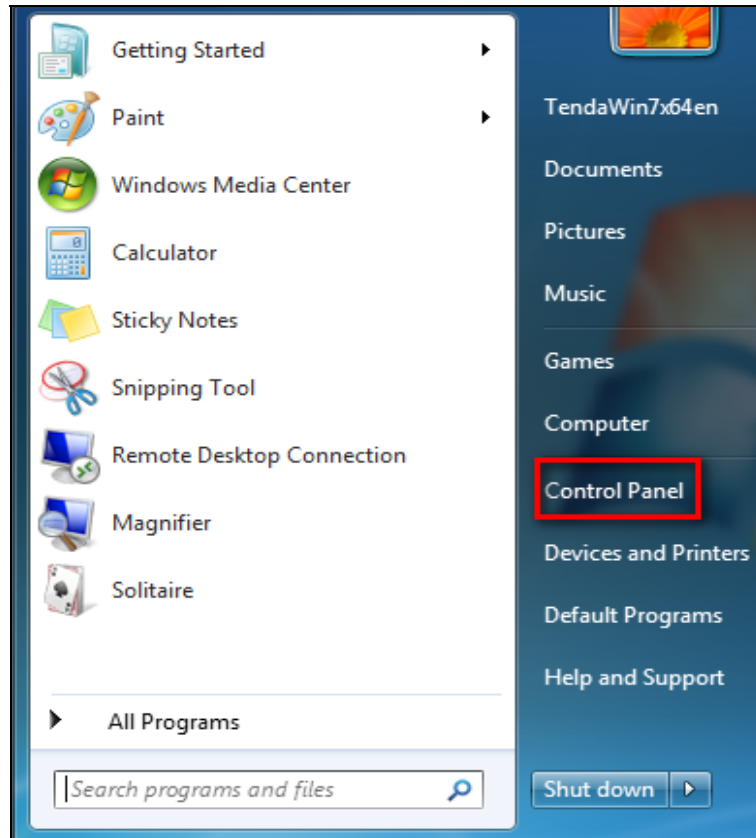 Getting Started
Paint
Windows Media Center
Calculator
Sticky Notes
Snipping Tool
Remote Desktop Connection
Magnifier
Solitaire
All Programs
Search programs and files
TendaWin7x64en
Documents
Pictures
Music
Games
Computer
Control Panel
Devices and Printers
Default Programs
Help and Support
Shut down